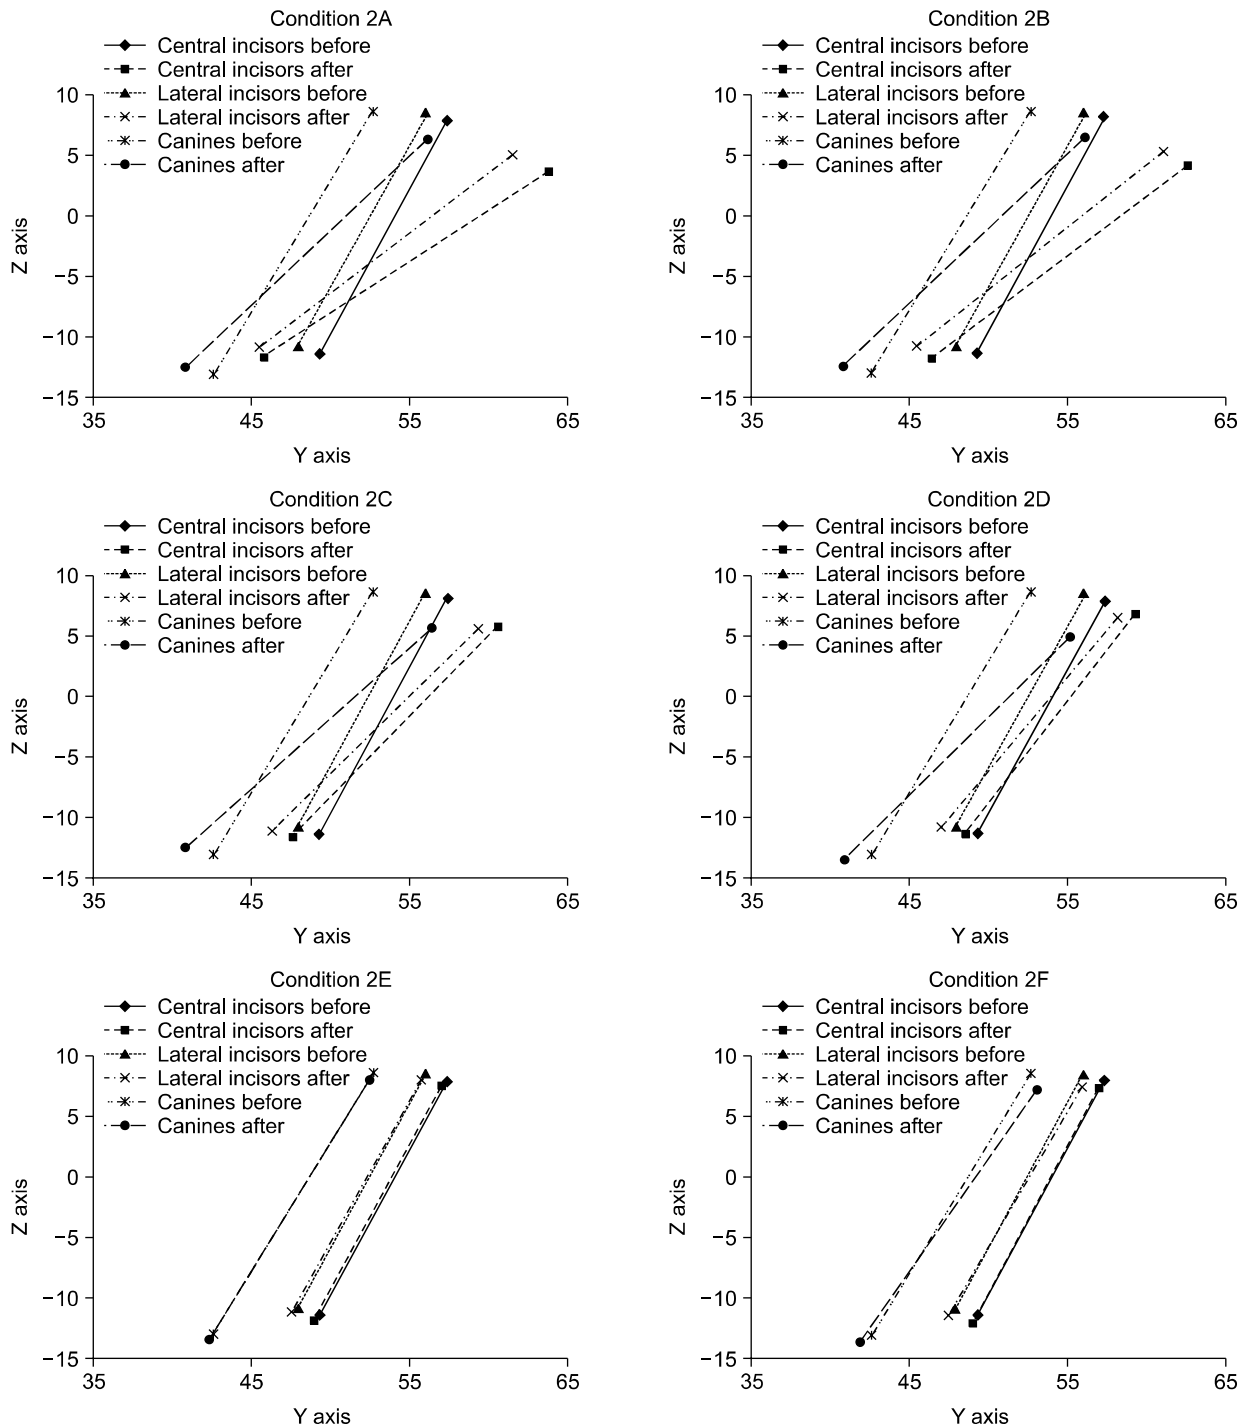 Condition 2A
Central incisors before
Central incisors after
Lateral incisors before
Lateral incisors after
Canines before
Canines after
10
5
0
−5
−10
−15
35
45
55
65
Z axis
Y axis
Condition 2B
Central incisors before
Central incisors after
Lateral incisors before
Lateral incisors after
Canines before
Canines after
10
5
0
−5
−10
−15
35
45
55
65
Z axis
Y axis
Condition 2C
Central incisors before
Central incisors after
Lateral incisors before
Lateral incisors after
Canines before
Canines after
10
5
0
−5
−10
−15
35
45
55
65
Z axis
Y axis
Condition 2D
Central incisors before
Central incisors after
Lateral incisors before
Lateral incisors after
Canines before
Canines after
10
5
0
−5
−10
−15
35
45
55
65
Z axis
Y axis
Condition 2E
Central incisors before
Central incisors after
Lateral incisors before
Lateral incisors after
Canines before
Canines after
10
5
0
−5
−10
−15
35
45
55
65
Z axis
Y axis
Condition 2F
Central incisors before
Central incisors after
Lateral incisors before
Lateral incisors after
Canines before
Canines after
10
5
0
−5
−10
−15
35
45
55
65
Z axis
Y axis